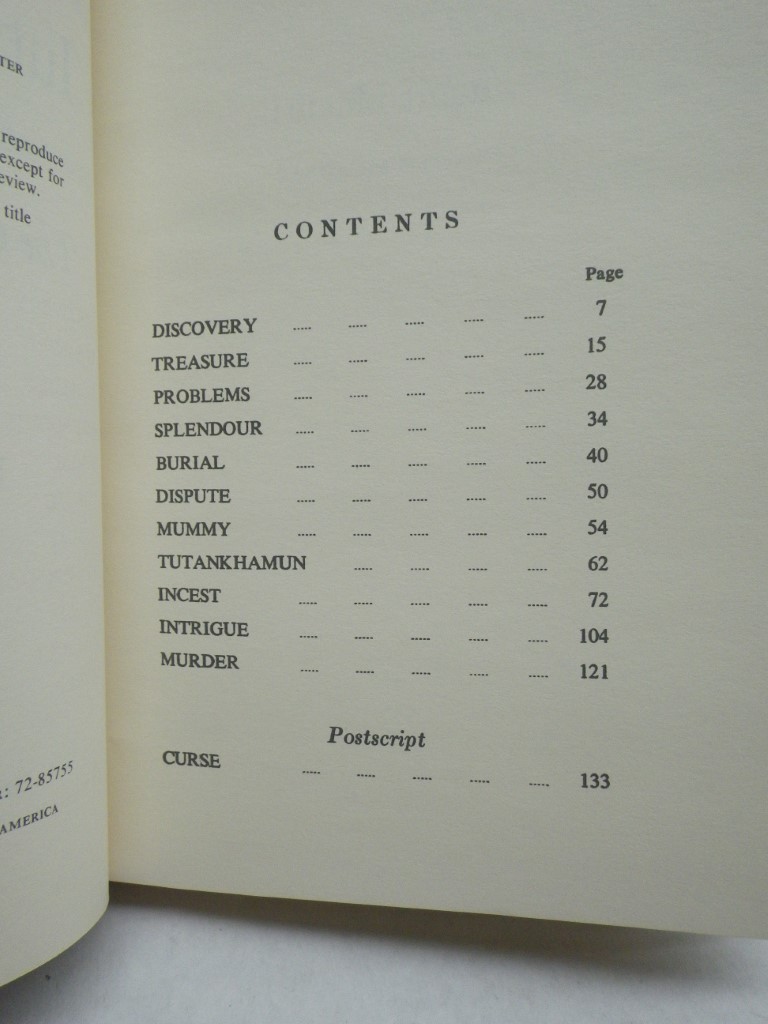 TER
reproduce
except for
eview.
title
: 72-85755
AMERICA
CONTENTS
Page
DISCOVERY ..... ..... ..... ..... ..... 7
TREASURE ..... ..... ..... ..... ..... 15
PROBLEMS ..... ..... ..... ..... ..... 28
SPLENDOUR ..... ..... ..... ..... ..... 34
BURIAL ..... ..... ..... ..... ..... 40
DISPUTE ..... ..... ..... ..... ..... 50
MUMMY ..... ..... ..... ..... ..... 54
TUTANKHAMUN ..... ..... ..... ..... 62
INCEST ..... ..... ..... ..... ..... 72
INTRIGUE ..... ..... ..... ..... ..... 104
MURDER ..... ..... ..... ..... ..... 121
Postscript
CURSE ..... ..... ..... ..... ..... 133